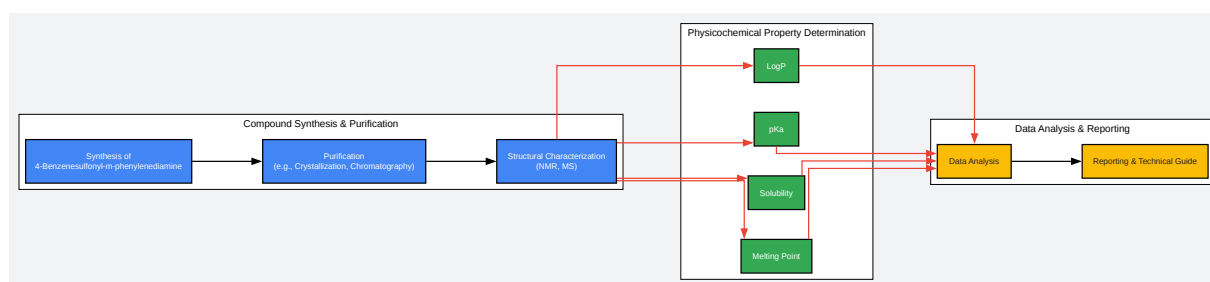 Compound Synthesis & Purification
Synthesis of
4-Benzenesulfonyl-m-phenylenediamine
Purification
(e.g., Crystallization, Chromatography)
Structural Characterization
(NMR, MS)
Physicochemical Property Determination
LogP
pKa
Solubility
Melting Point
Data Analysis & Reporting
Data Analysis
Reporting & Technical Guide